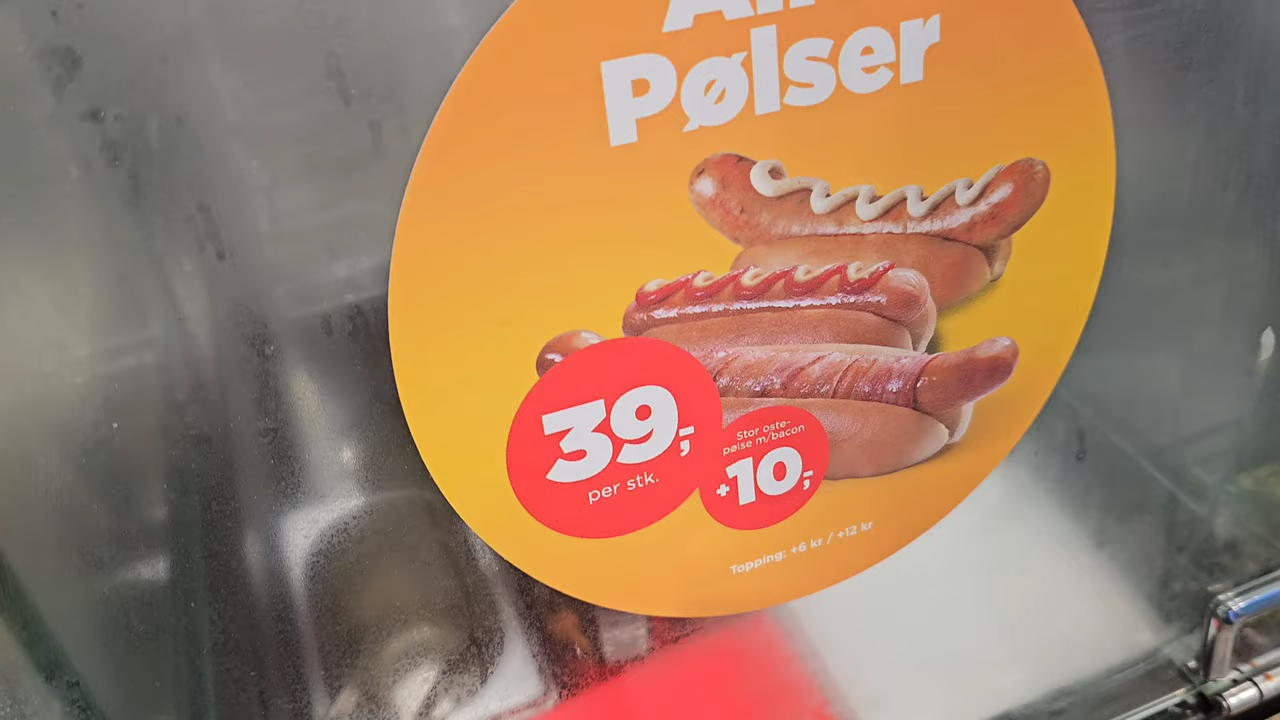 Pølser
39,-
per stk.
Stor oste-
pølse m/bacon
+10,-
Topping: +6 kr / +12 kr